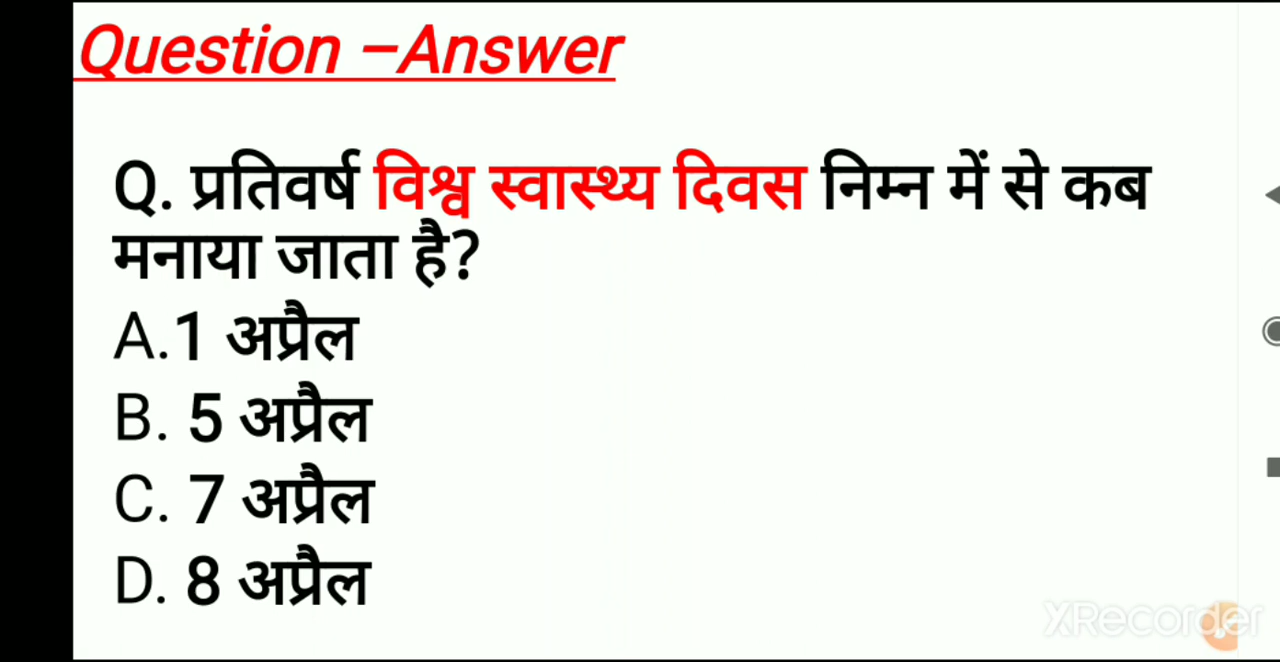 Question –Answer
Q. प्रतिवर्ष विश्व स्वास्थ्य दिवस निम्न में से कब
मनाया जाता है?
A.1 अप्रैल
B. 5 अप्रैल
C. 7 अप्रैल
D. 8 अप्रैल
XRecorder